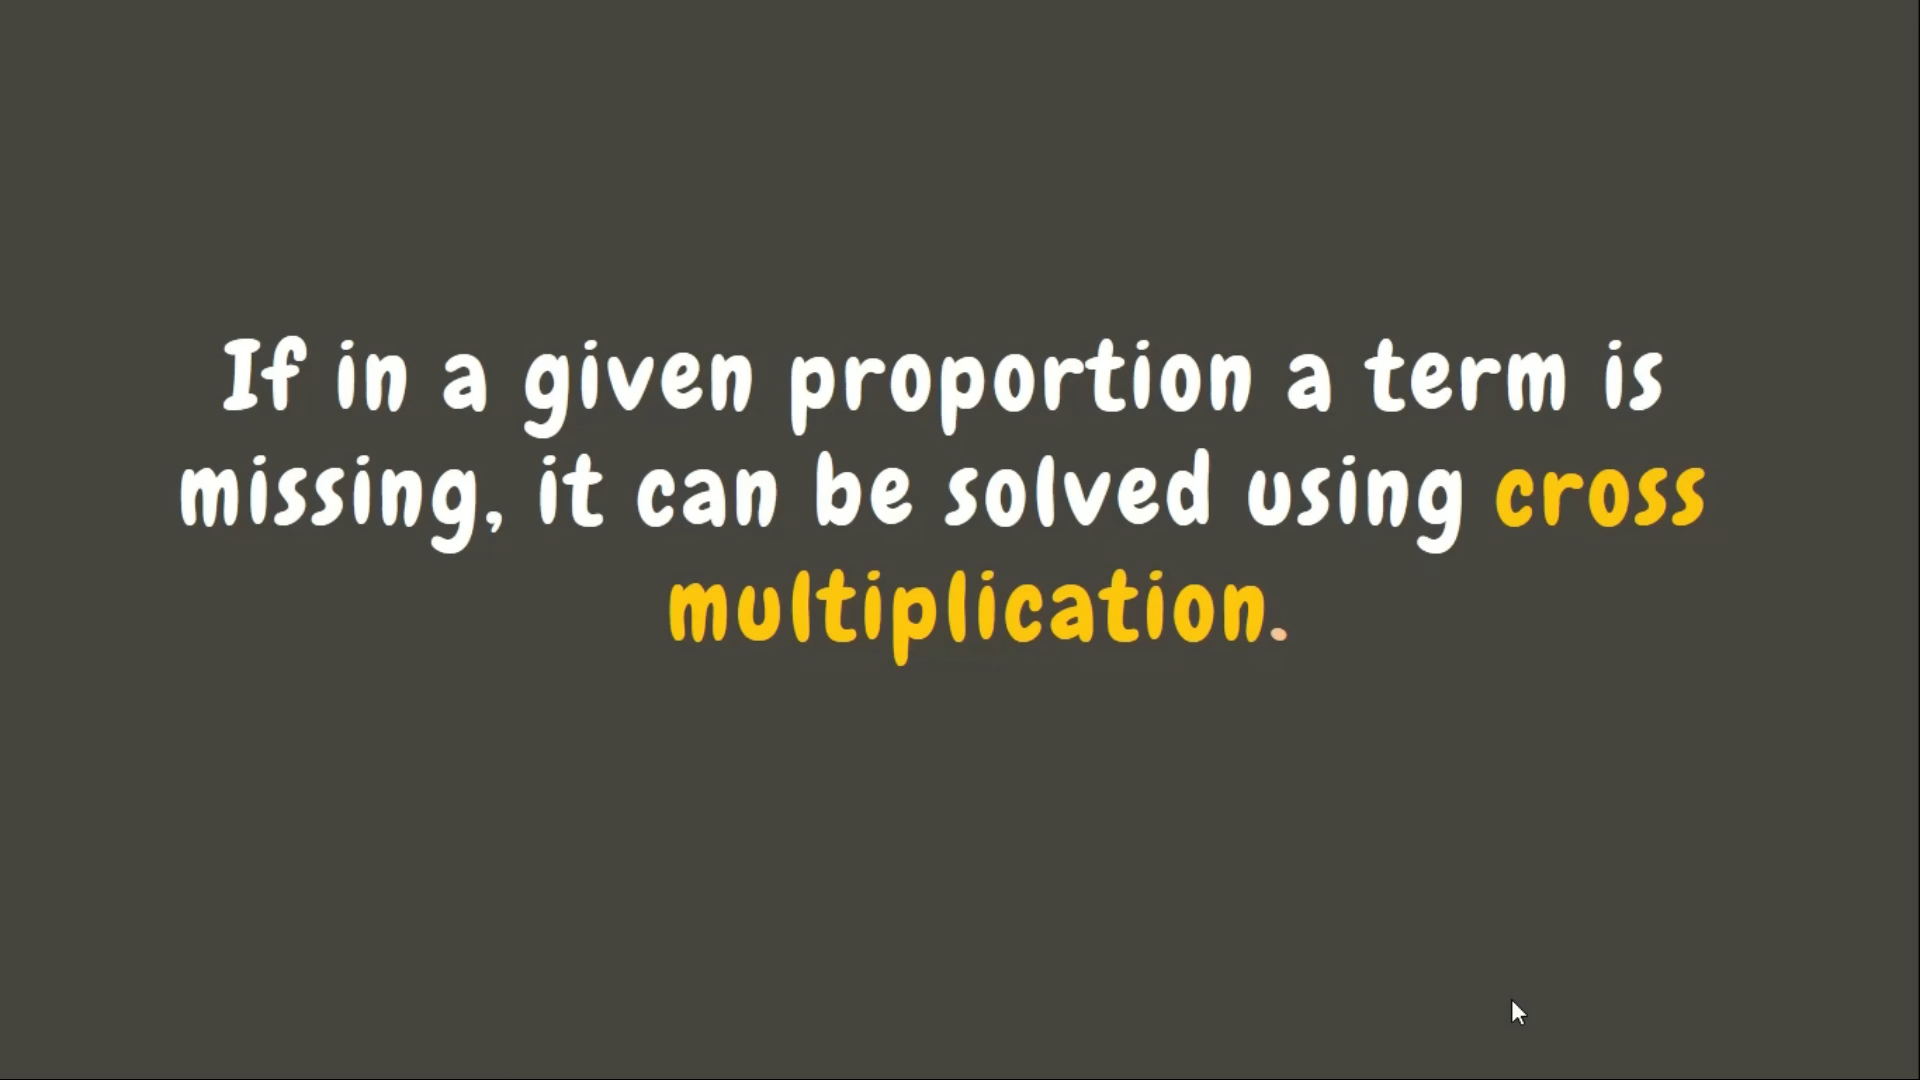 If in a given proportion a term is
missing, it can be solved using cross
multiplication.